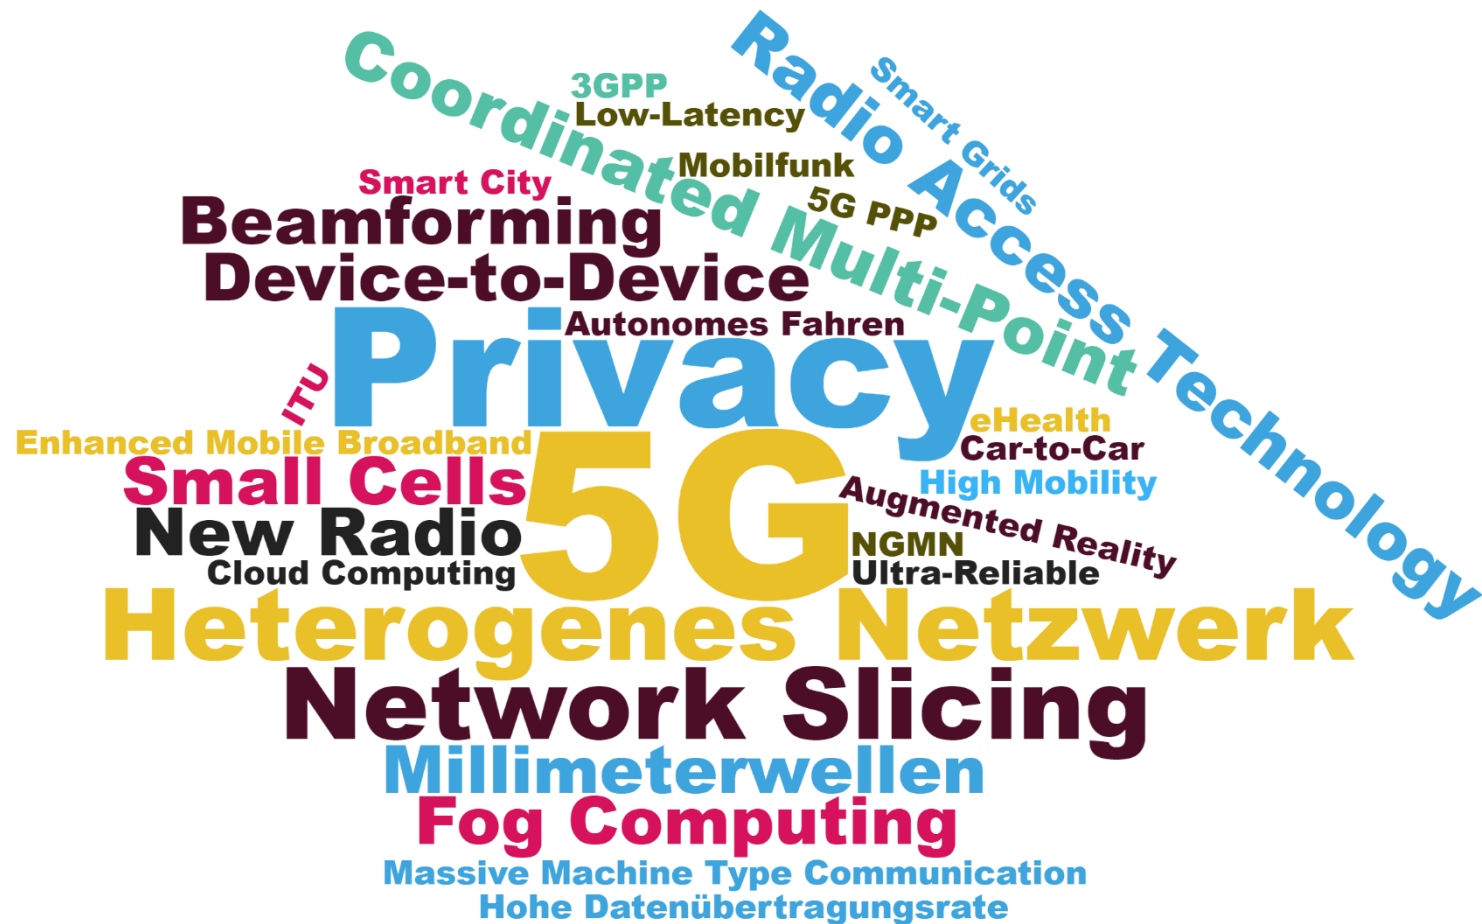 Radio Access Technology
Coordinated Multi-Point
Smart Grids
3GPP
Low-Latency
Mobilfunk
5G PPP
Smart City
Beamforming
Device-to-Device
Autonomes Fahren
Privacy
ITU
eHealth
Enhanced Mobile Broadband
Car-to-Car
Small Cells
5G
High Mobility
Augmented Reality
New Radio
NGMN
Cloud Computing
Ultra-Reliable
Heterogenes Netzwerk
Network Slicing
Millimeterwellen
Fog Computing
Massive Machine Type Communication
Hohe Datenübertragungsrate